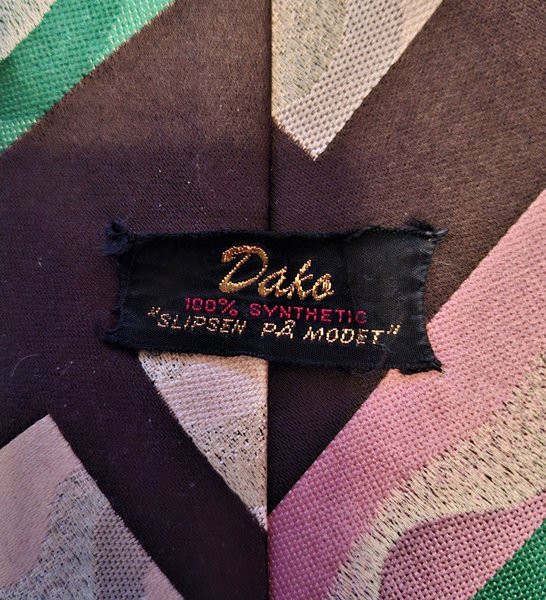 Dako
100% SYNTHETIC
"SLIPSEN PÅ MODET"